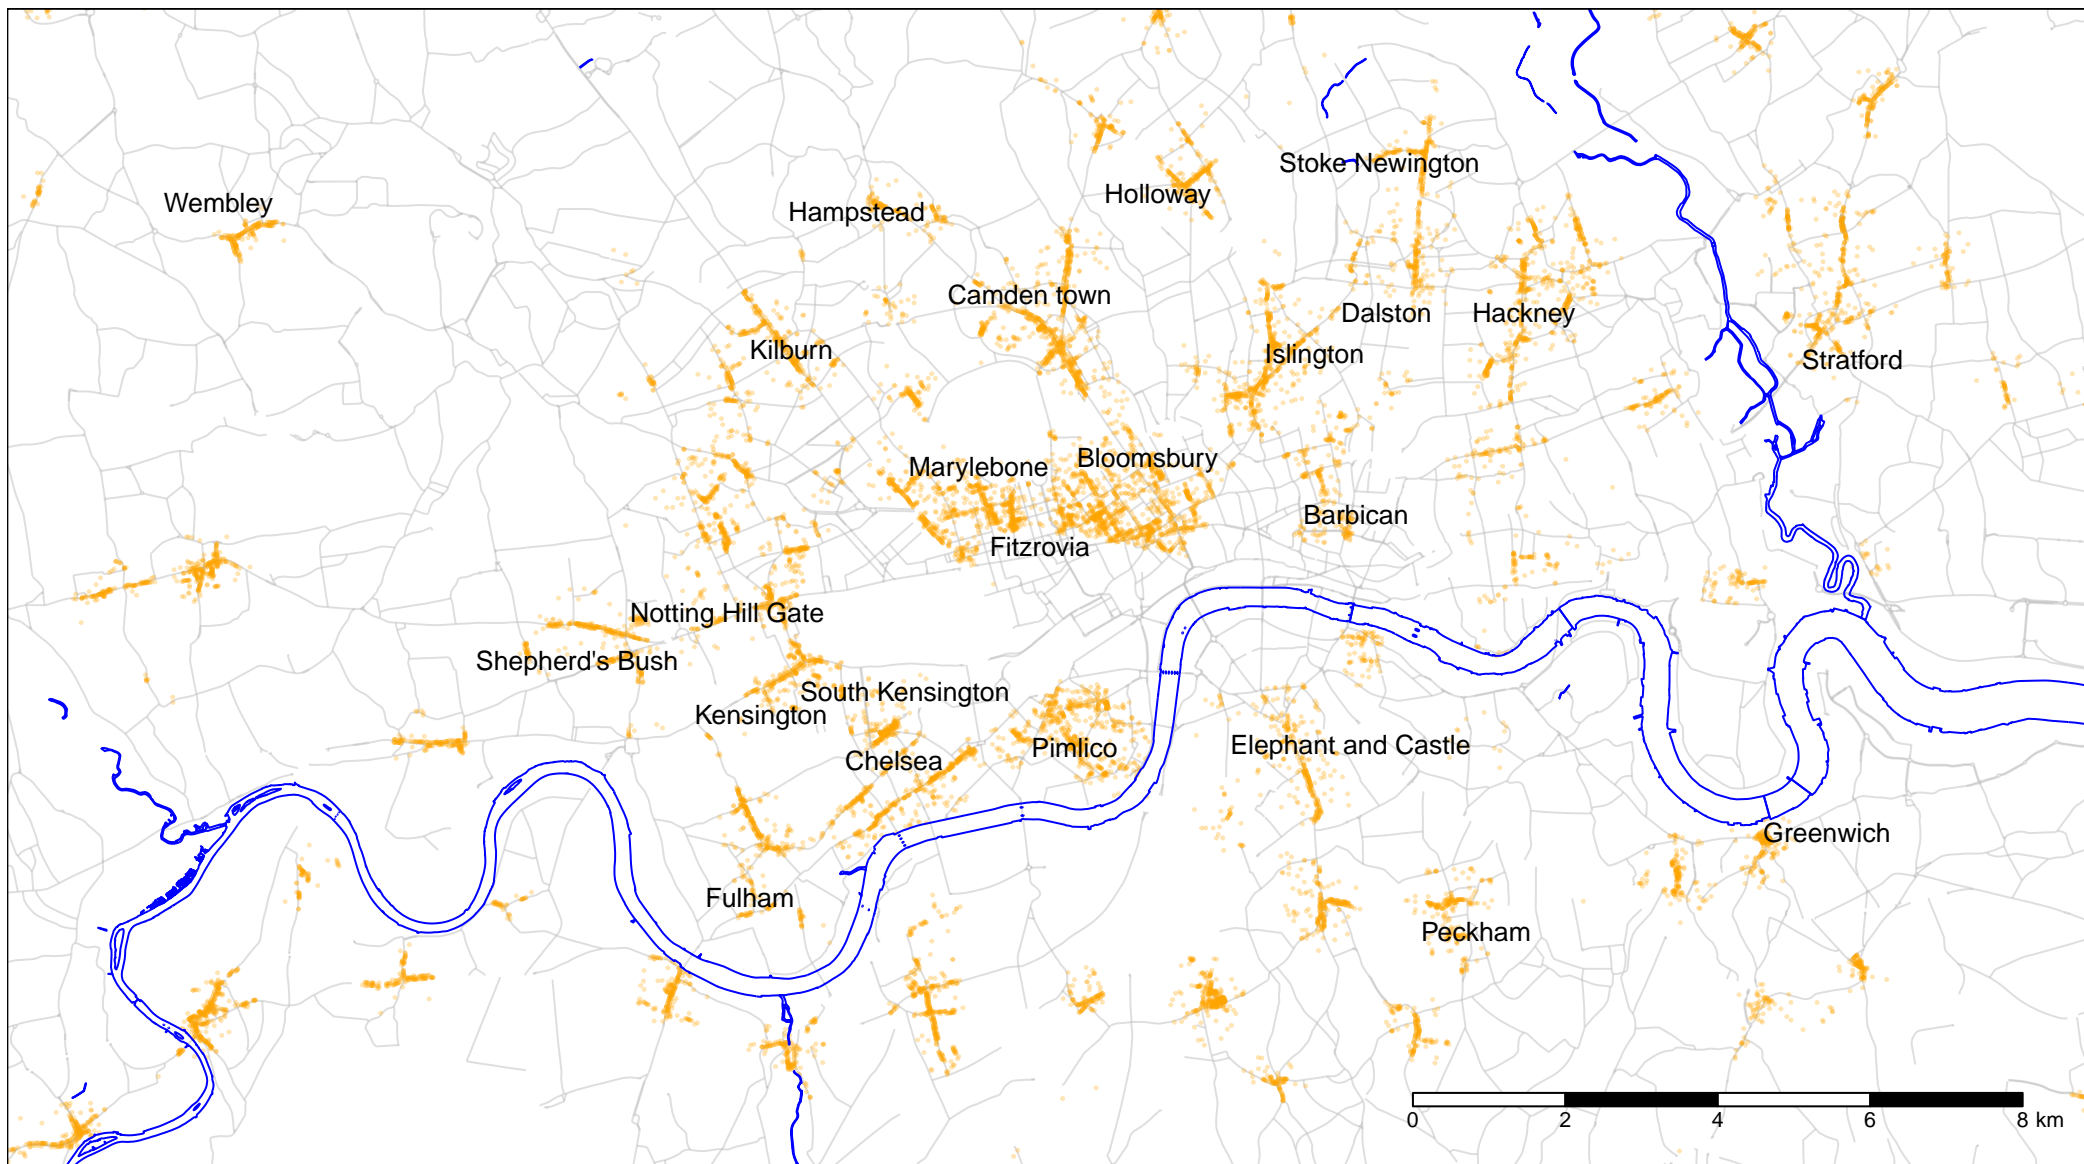 Stoke Newington
Holloway
Wembley
Hampstead
Camden town
Dalston
Hackney
Kilburn
Islington
Stratford
Marylebone
Bloomsbury
Barbican
Fitzrovia
Notting Hill Gate
Shepherd's Bush
South Kensington
Kensington
Pimlico
Elephant and Castle
Chelsea
Greenwich
Fulham
Peckham
0 2 4 6 8 km